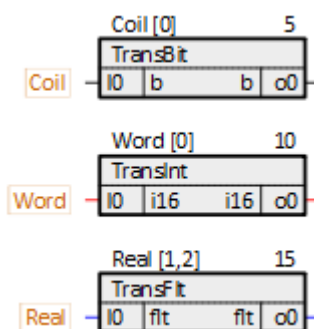 Coil [0] 5
TransBit
Coil I0 b b o0
Word [0] 10
TransInt
Word I0 i16 i16 o0
Real [1,2] 15
TransFlt
Real I0 flt flt o0